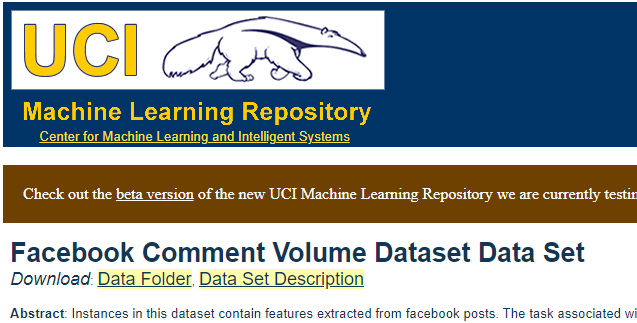 UCI
Machine Learning Repository
Center for Machine Learning and Intelligent Systems
Check out the beta version of the new UCI Machine Learning Repository we are currently
Facebook Comment Volume Dataset Data Set
Download: Data Folder, Data Set Description
Abstract: Instances in this dataset contain features extracted from facebook posts. The task associated